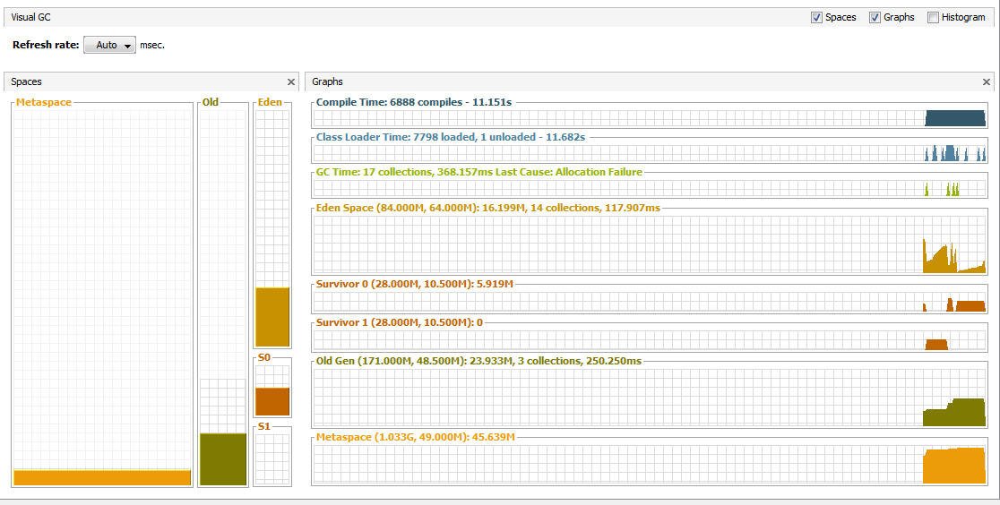 Visual GC
Spaces
Graphs
Histogram
Refresh rate: Auto msec.
Spaces
Metaspace
Old
Eden
S0
S1
Graphs
Compile Time: 6888 compiles - 11.151s
Class Loader Time: 7798 loaded, 1 unloaded - 11.682s
GC Time: 17 collections, 368.157ms Last Cause: Allocation Failure
Eden Space (84.000M, 64.000M): 16.199M, 14 collections, 117.907ms
Survivor 0 (28.000M, 10.500M): 5.919M
Survivor 1 (28.000M, 10.500M): 0
Old Gen (171.000M, 48.500M): 23.933M, 3 collections, 250.250ms
Metaspace (1.033G, 49.000M): 45.639M